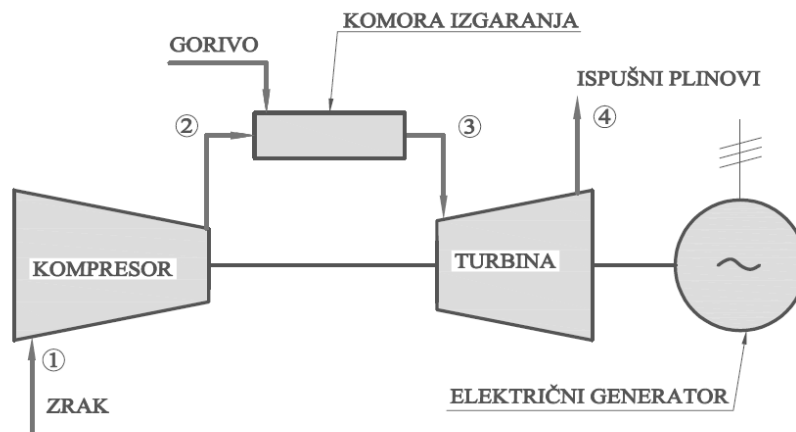 KOMORA IZGARANJA
GORIVO
ISPUŠNI PLINOVI
②
③
④
KOMPRESOR
TURBINA
①
ZRAK
ELEKTRIČNI GENERATOR